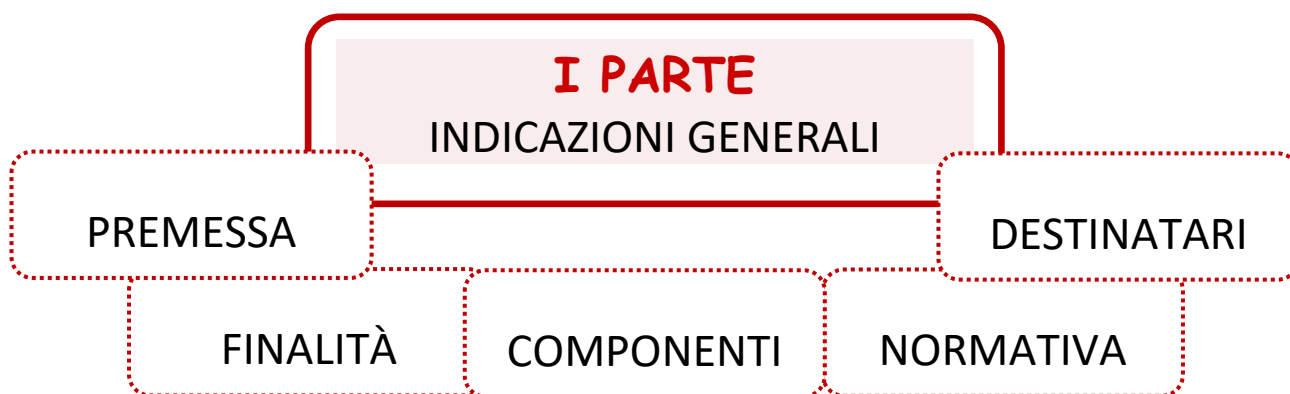 I PARTE
INDICAZIONI GENERALI
PREMESSA
DESTINATARI
FINALITÀ
COMPONENTI
NORMATIVA